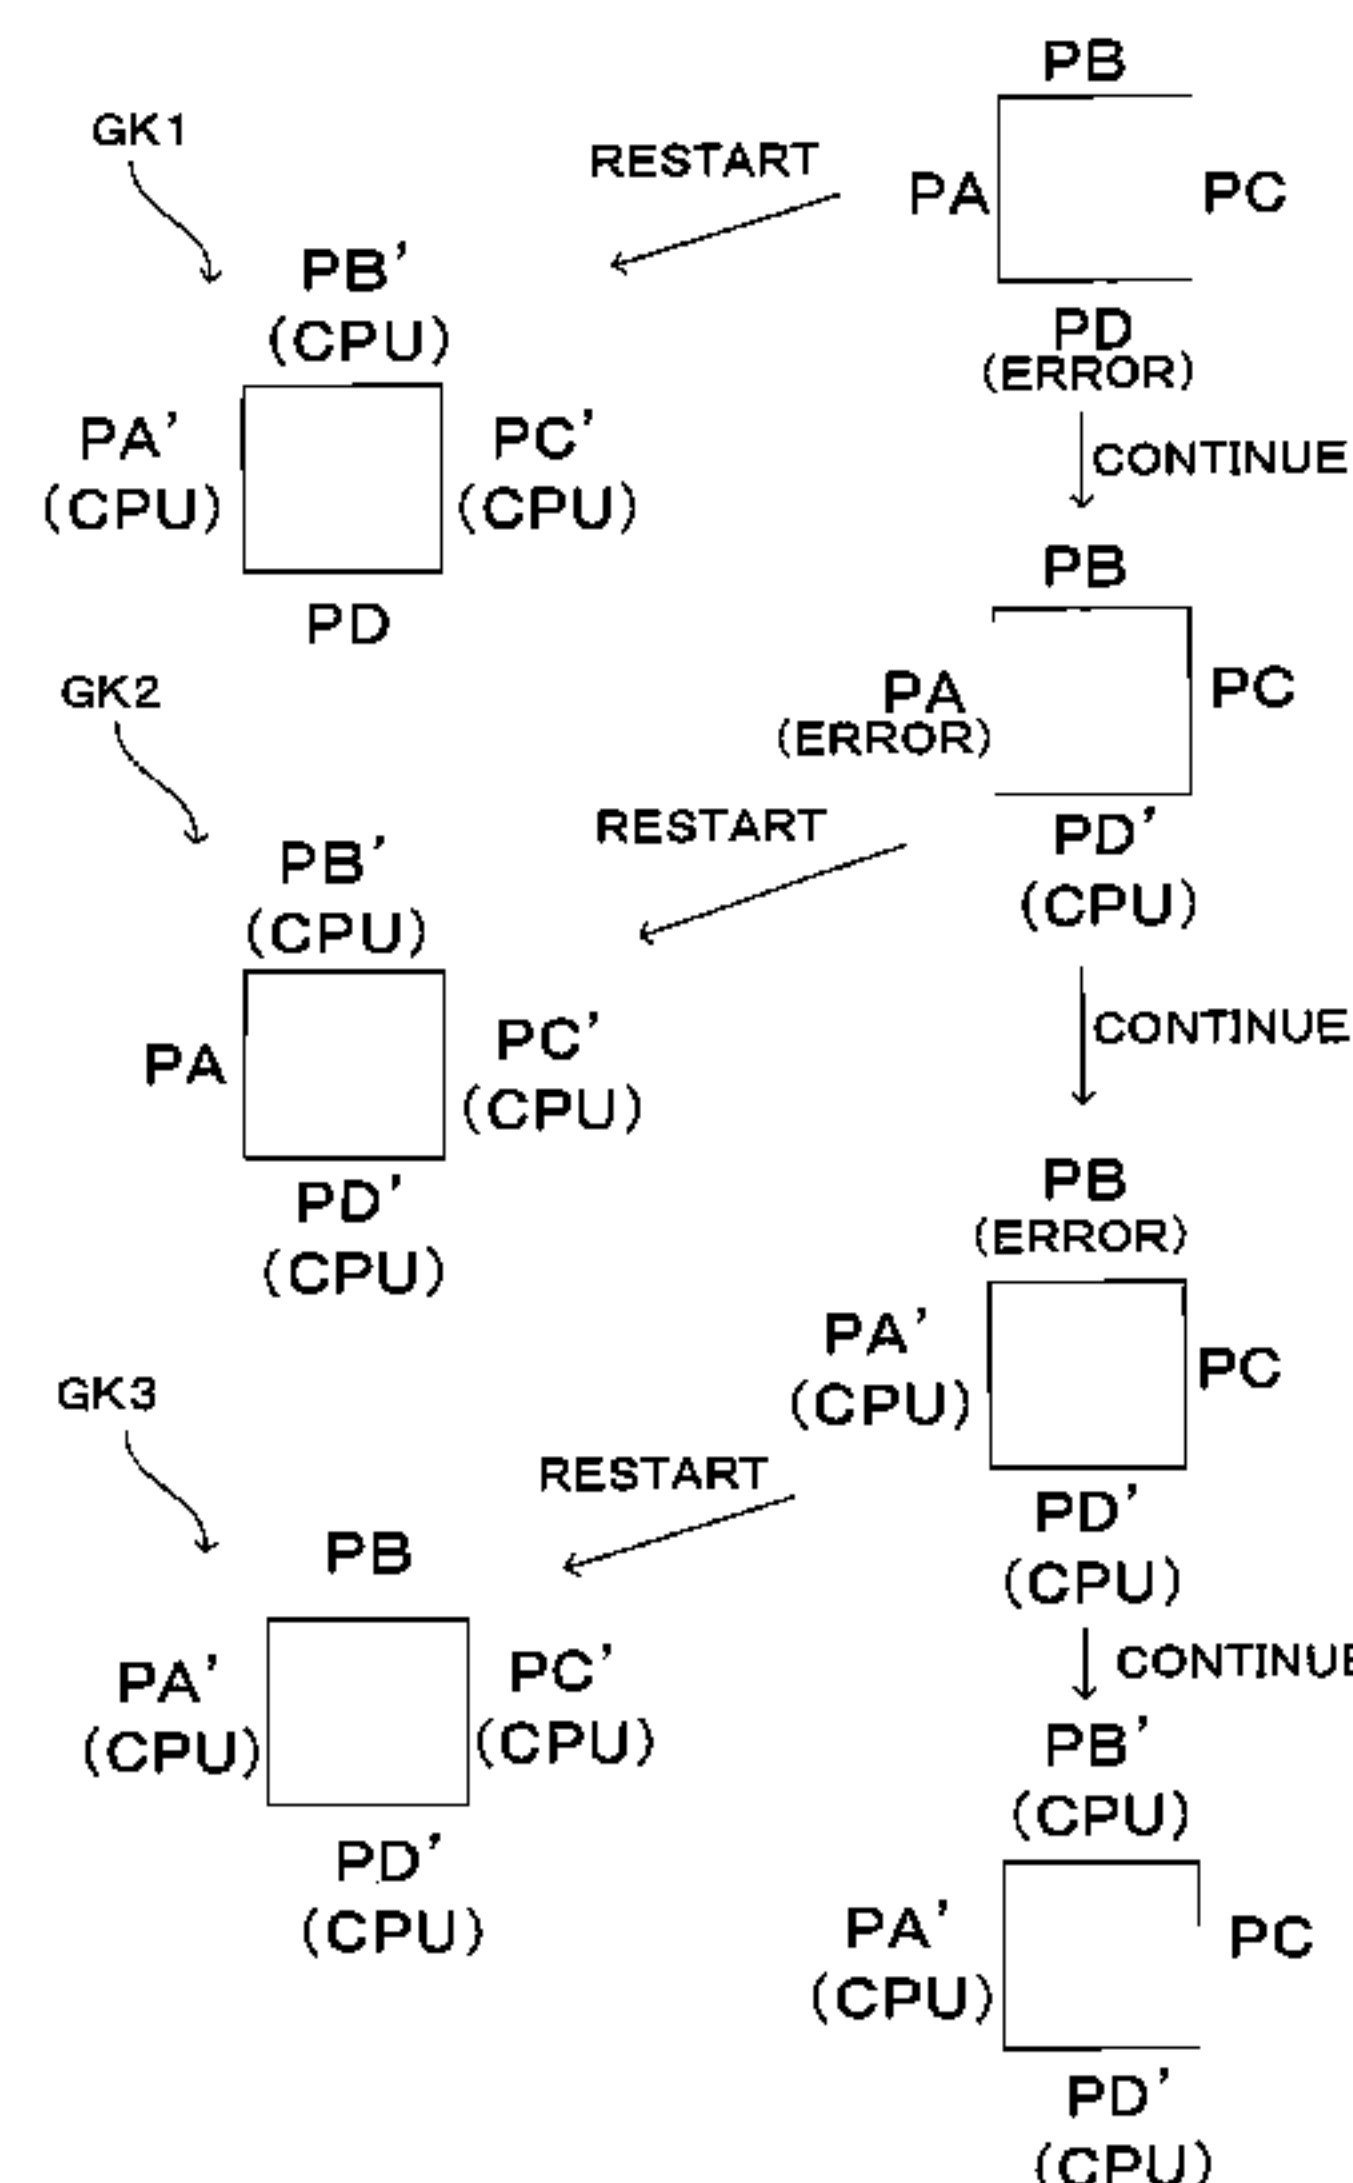 PB
GK1
RESTART
PA
PC
PB'
(CPU)
PD
(ERROR)
PA'
(CPU)
PC'
(CPU)
CONTINUE
PD
PB
GK2
PA
(ERROR)
PC
RESTART
PD'
(CPU)
PB'
(CPU)
PA
PC'
(CPU)
CONTINUE
PD'
(CPU)
PB
(ERROR)
PA'
(CPU)
PC
GK3
RESTART
PD'
(CPU)
PB
PA'
(CPU)
PC'
(CPU)
CONTINUE
PB'
(CPU)
PD'
(CPU)
PA'
(CPU)
PC
PD'
(CPU)